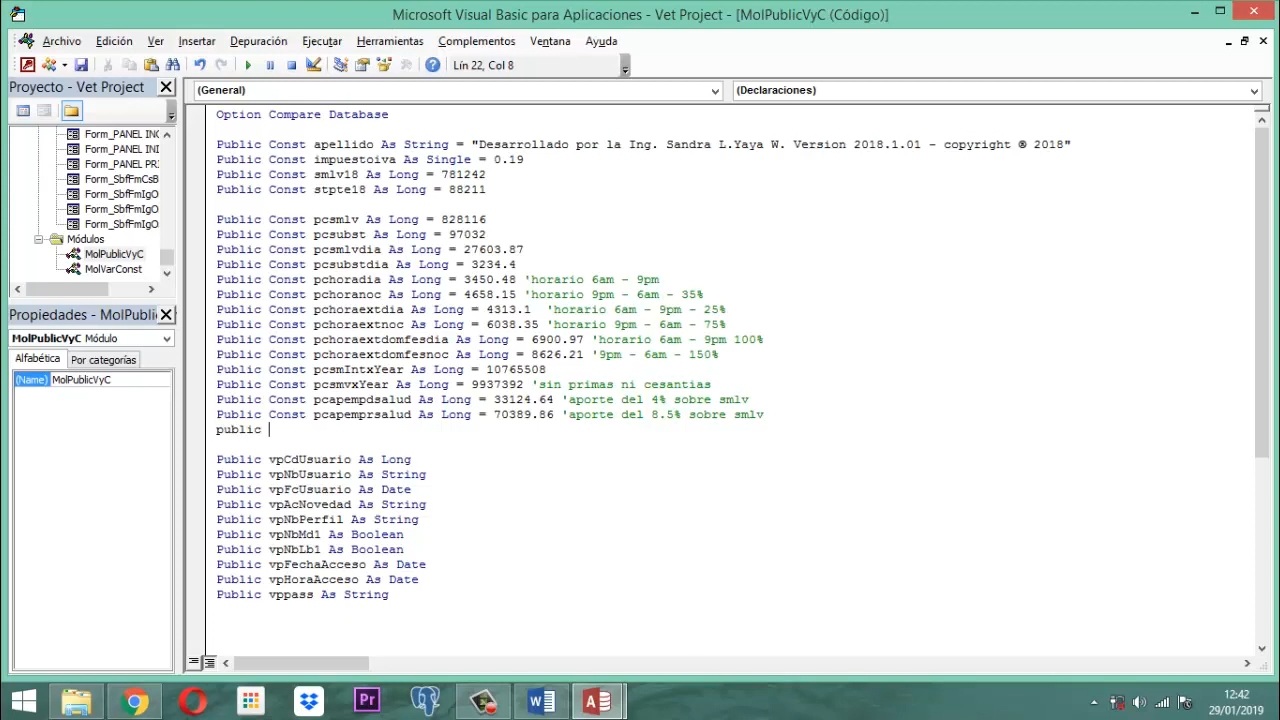 Microsoft Visual Basic para Aplicaciones - Vet Project - [MolPublicVyC (Código)]
Archivo Edición Ver Insertar Depuración Ejecutar Herramientas Complementos Ventana Ayuda
Lín 22, Col 8
Proyecto - Vet Project
(General)
(Declaraciones)
Form_PANEL INC
Form_PANEL INI
Form_PANEL PR
Form_SbfFmCsB
Form_SbfFmIgO
Form_SbfFmIgO
Form_SbfFmIgO
Módulos
MolPublicVyC
MolVarConst
Propiedades - MolPublic
MolPublicVyC Módulo
Alfabética Por categorías
(Name) MolPublicVyC
Option Compare Database
Public Const apellido As String = "Desarrollado por la Ing. Sandra L.Yaya W. Version 2018.1.01 - copyright ® 2018"
Public Const impuestoiva As Single = 0.19
Public Const smlv18 As Long = 781242
Public Const stpte18 As Long = 88211
Public Const pcsmlv As Long = 828116
Public Const pcsubst As Long = 97032
Public Const pcsmlvdia As Long = 27603.87
Public Const pcsubstdia As Long = 3234.4
Public Const pchoradia As Long = 3450.48 'horario 6am - 9pm
Public Const pchoranoc As Long = 4658.15 'horario 9pm - 6am - 35%
Public Const pchoraextdia As Long = 4313.1 'horario 6am - 9pm - 25%
Public Const pchoraextnoc As Long = 6038.35 'horario 9pm - 6am - 75%
Public Const pchoraextdomfesdia As Long = 6900.97 'horario 6am - 9pm 100%
Public Const pchoraextdomfesnoc As Long = 8626.21 '9pm - 6am - 150%
Public Const pcsmIntxYear As Long = 10765508
Public Const pcsmvxYear As Long = 9937392 'sin primas ni cesantias
Public Const pcapempdsalud As Long = 33124.64 'aporte del 4% sobre smlv
Public Const pcapemprsalud As Long = 70389.86 'aporte del 8.5% sobre smlv
public
Public vpCdUsuario As Long
Public vpNbUsuario As String
Public vpFcUsuario As Date
Public vpAcNovedad As String
Public vpNbPerfil As String
Public vpNbMd1 As Boolean
Public vpNbLb1 As Boolean
Public vpFechaAcceso As Date
Public vpHoraAcceso As Date
Public vppass As String
Pr
12:42
29/01/2019